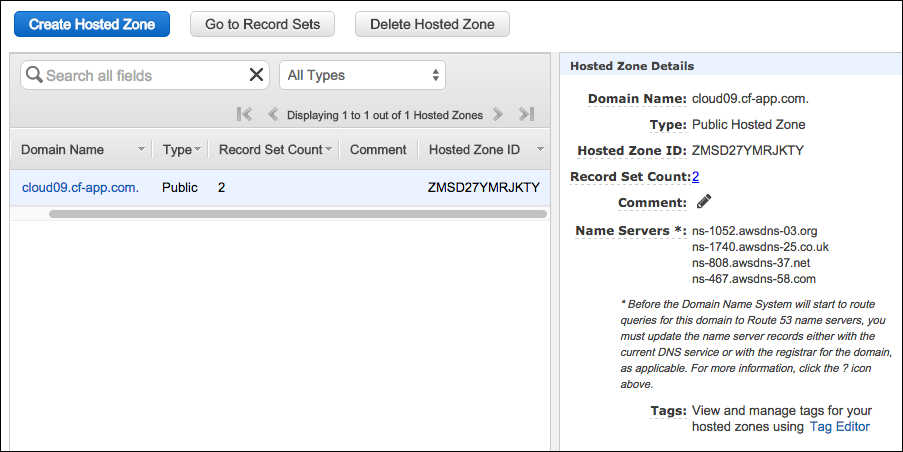 Create Hosted Zone Go to Record Sets Delete Hosted Zone
Search all fields All Types
Displaying 1 to 1 out of 1 Hosted Zones
Domain Name Type Record Set Count Comment Hosted Zone ID
cloud09.cf-app.com. Public 2 ZMSD27YMRJKTY
Hosted Zone Details
Domain Name: cloud09.cf-app.com.
Type: Public Hosted Zone
Hosted Zone ID: ZMSD27YMRJKTY
Record Set Count: 2
Comment:
Name Servers *: ns-1052.awsdns-03.org
ns-1740.awsdns-25.co.uk
ns-808.awsdns-37.net
ns-467.awsdns-58.com
* Before the Domain Name System will start to route
queries for this domain to Route 53 name servers, you
must update the name server records either with the
current DNS service or with the registrar for the domain,
as applicable. For more information, click the ? icon
above.
Tags: View and manage tags for your
hosted zones using Tag Editor